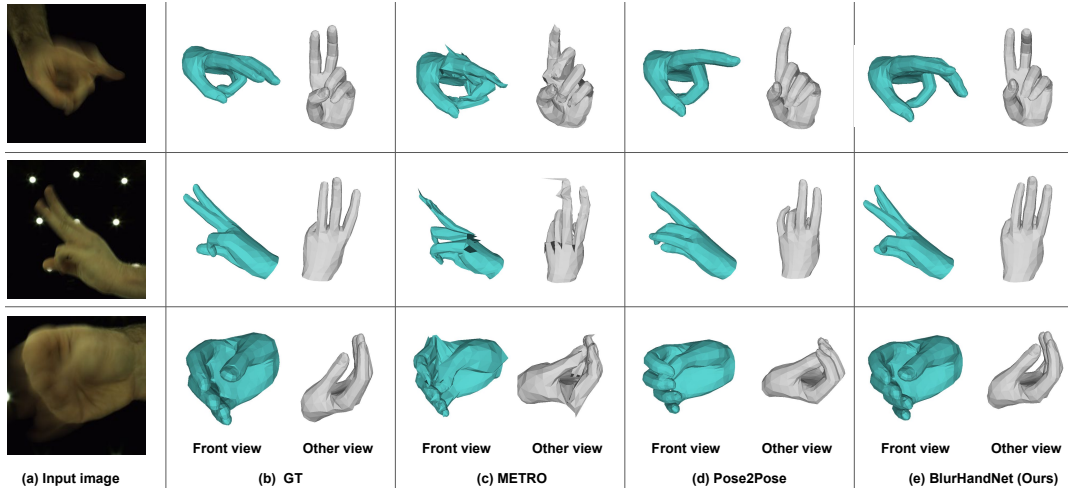 Front view Other view Front view Other view Front view Other view Front view Other view
(a) Input image (b) GT (c) METRO (d) Pose2Pose (e) BlurHandNet (Ours)